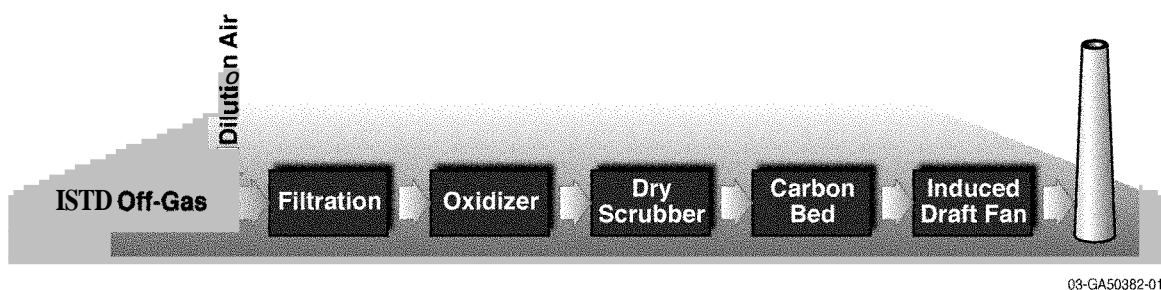 Dilution Air
ISTD Off-Gas
Filtration
Oxidizer
Dry
Scrubber
Carbon
Bed
Induced
Draft Fan
03-GA50382-01